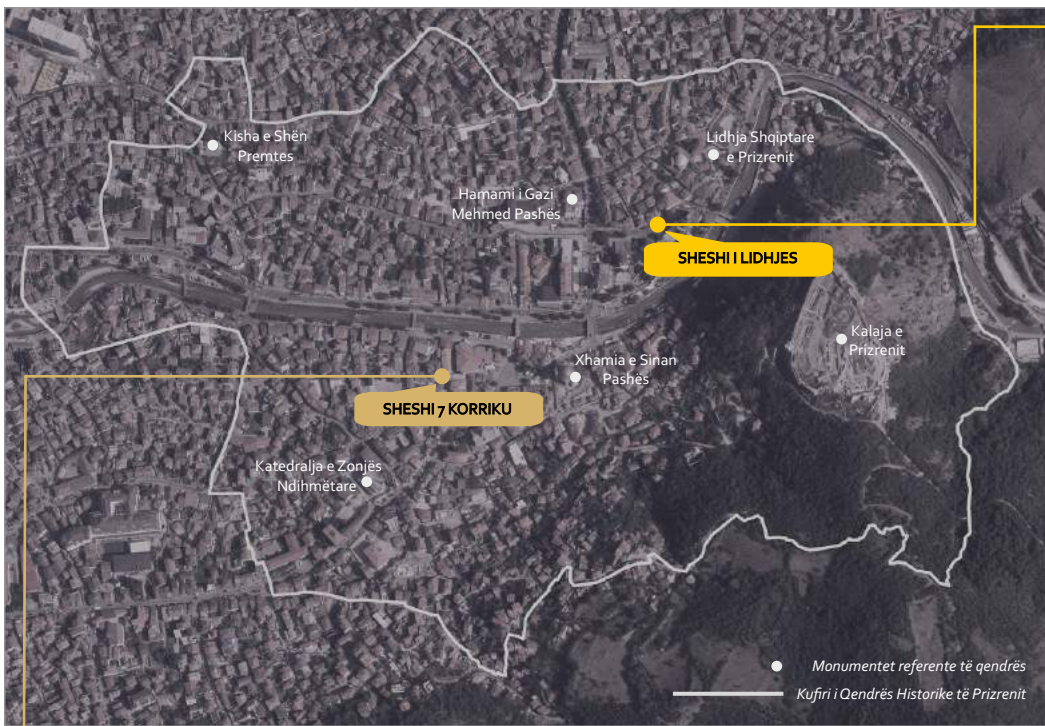 Kisha e Shën
Premtes
Lidhja Shqiptare
e Prizrenit
Hamami i Gazi
Mehmed Pashës
SHESHI I LIDHJES
Kalaja e
Prizrenit
Xhamia e Sinan
Pashës
SHESHI 7 KORRIKU
Katedralja e Zonjës
Ndihmëtare
Monumentet referente të qendrës
Kufiri i Qendrës Historike të Prizrenit